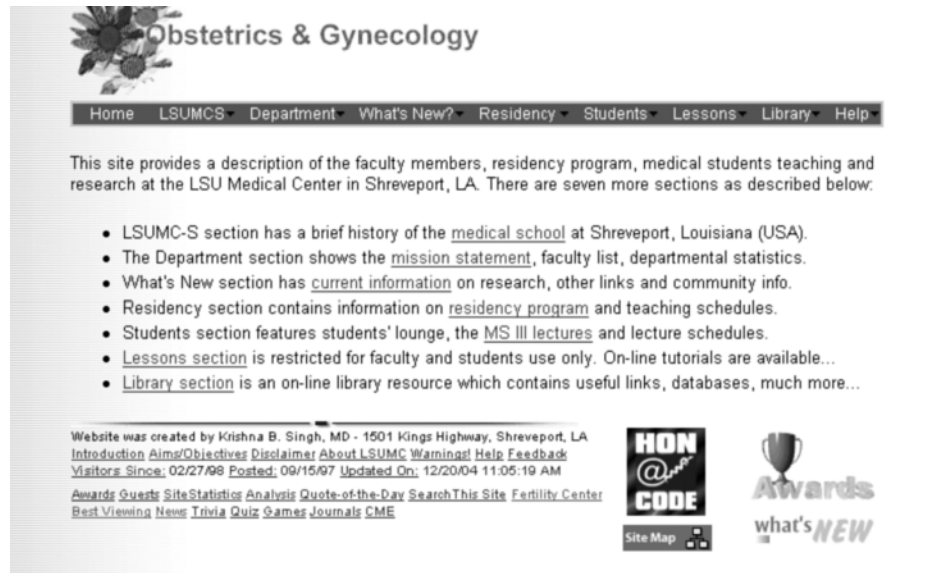 Obstetrics & Gynecology
Home LSUMCS Department What's New? Residency Students Lessons Library Help
This site provides a description of the faculty members, residency program, medical students teaching and
research at the LSU Medical Center in Shreveport, LA. There are seven more sections as described below:
• LSUMC-S section has a brief history of the medical school at Shreveport, Louisiana (USA).
• The Department section shows the mission statement, faculty list, departmental statistics.
• What's New section has current information on research, other links and community info.
• Residency section contains information on residency program and teaching schedules.
• Students section features students' lounge, the MS III lectures and lecture schedules.
• Lessons section is restricted for faculty and students use only. On-line tutorials are available...
• Library section is an on-line library resource which contains useful links, databases, much more...
Website was created by Krishna B. Singh, MD - 1501 Kings Highway, Shreveport, LA
Introduction Aims/Objectives Disclaimer About LSUMC Warnings! Help Feedback
Visitors Since: 02/27/98 Posted: 09/15/97 Updated On: 12/20/04 11:05:19 AM
Awards Guests SiteStatistics Analysis Quote-of-the-Day SearchThis Site Fertility Center
Best Viewing News Trivia Quiz Games Journals CME
HON
@
CODE
Site Map
Awards
what's NEW